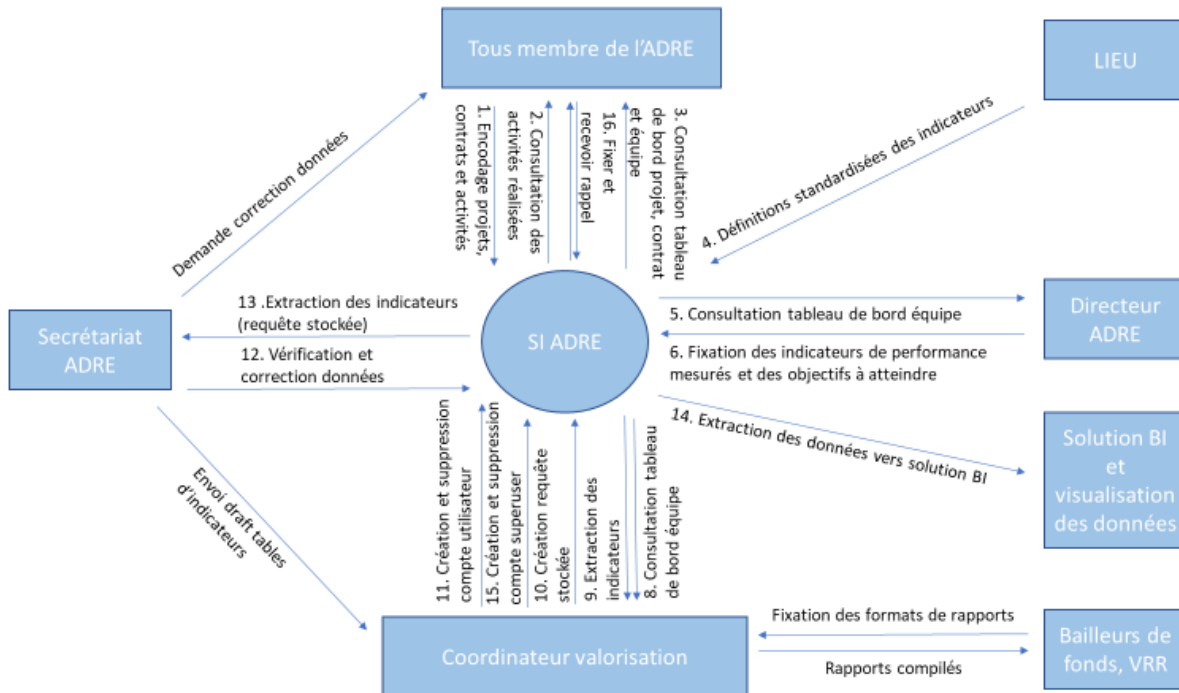 Tous membre de l'ADRE
LIEU
1. Encodage projets,
contrats et activités
2. Consultation des
activités réalisées
16. Fixer et
recevoir rappel
3. Consultation tableau
de bord projet, contrat
et équipe
Demande correction données
4. Définitions standardisées des indicateurs
Secrétariat
ADRE
13 .Extraction des indicateurs
(requête stockée)
12. Vérification et
correction données
SI ADRE
5. Consultation tableau de bord équipe
6. Fixation des indicateurs de performance
mesurés et des objectifs à atteindre
Directeur
ADRE
14. Extraction des données vers solution BI
Solution BI
et
visualisation
des données
Envoi draft tables
d'indicateurs
11. Création et suppression
compte utilisateur
15. Création et suppression
compte superuser
10. Création requête
stockée
9. Extraction des
indicateurs
8. Consultation tableau
de bord équipe
Coordinateur valorisation
Fixation des formats de rapports
Rapports compilés
Bailleurs de
fonds, VRR